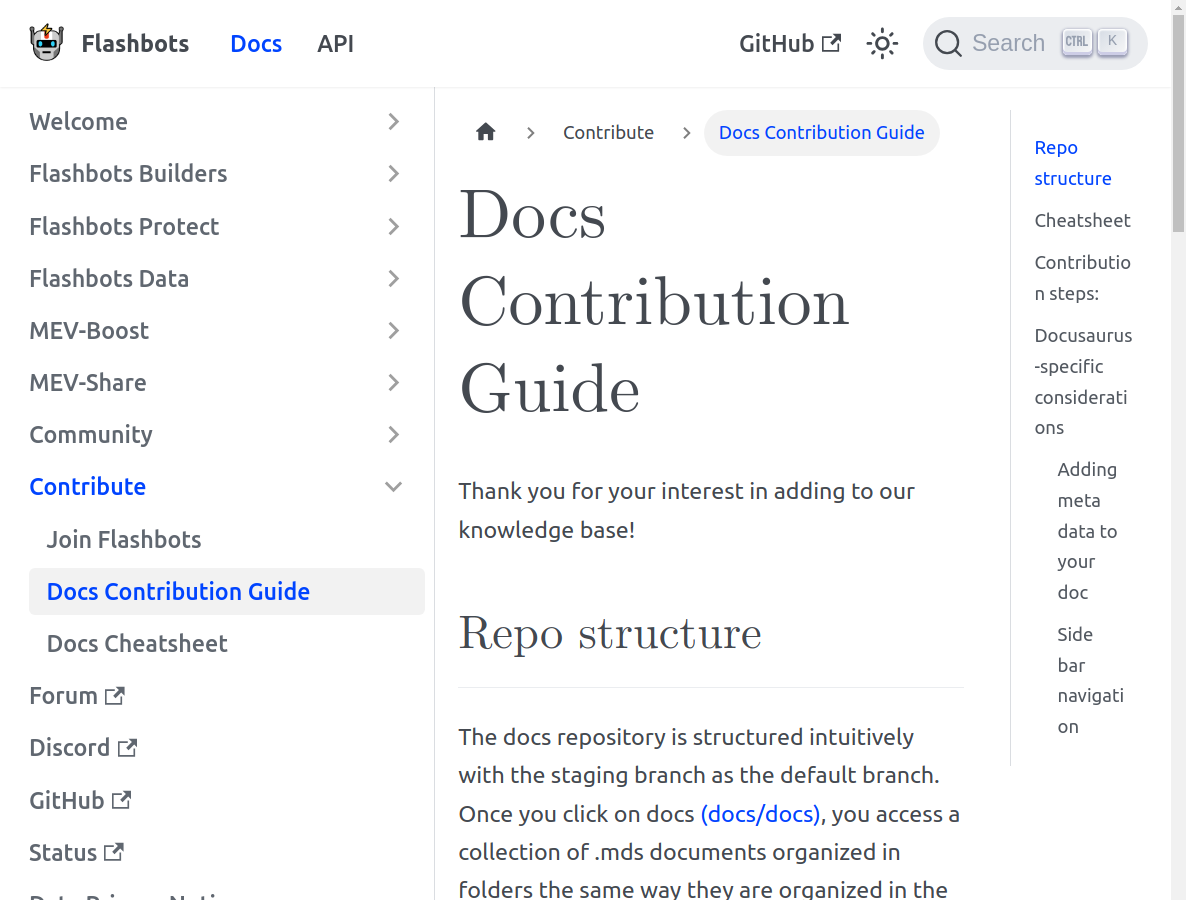 Flashbots
Docs
API
GitHub
Search
CTRL
K
Welcome
Flashbots Builders
Flashbots Protect
Flashbots Data
MEV-Boost
MEV-Share
Community
Contribute
Join Flashbots
Docs Contribution Guide
Docs Cheatsheet
Forum
Discord
GitHub
Status
Contribute
Docs Contribution Guide
Docs
Contribution
Guide
Thank you for your interest in adding to our
knowledge base!
Repo structure
The docs repository is structured intuitively
with the staging branch as the default branch.
Once you click on docs (docs/docs), you access a
collection of .mds documents organized in
folders the same way they are organized in the
Repo
structure
Cheatsheet
Contributio
n steps:
Docusaurus
-specific
considerati
ons
Adding
meta
data to
your
doc
Side
bar
navigati
on